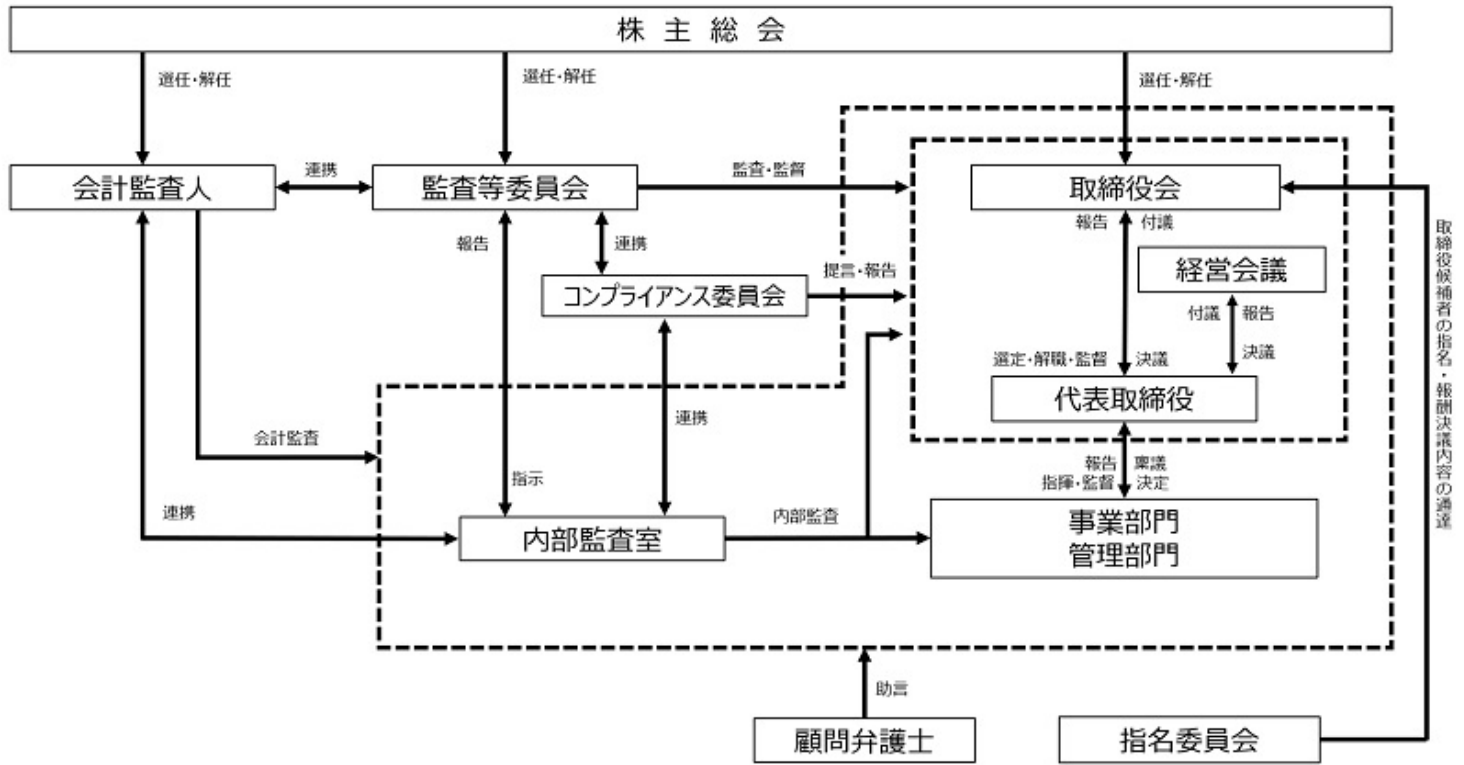 株主総会
選任・解任
選任・解任
選任・解任
会計監査人
連携
監査等委員会
監査・監督
取締役会
報告
連携
報告 付議
経営会議
提言・報告
コンプライアンス委員会
付議 報告
決議
選定・解職・監督 決議
代表取締役
連携
会計監査
報告 稟議
指揮・監督 決定
指示
連携
内部監査
内部監査室
事業部門
管理部門
取締役候補者の指名・報酬決議内容の通達
助言
顧問弁護士
指名委員会